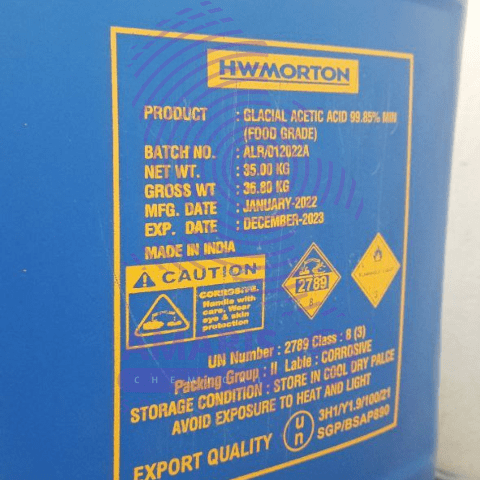 HWMORTON
PRODUCT : GLACIAL ACETIC ACID 99.85% MIN
(FOOD GRADE)
BATCH NO. : ALR/012022A
NET WT. : 35.00 KG
GROSS WT : 36.80 KG
MFG. DATE : JANUARY-2022
EXP. DATE : DECEMBER-2023
MADE IN INDIA
CAUTION
CORROSIVE.
Handle with
care. Wear
eye & skin
protection
2789
8
3
UN Number : 2789 Class : 8 (3)
Packing Group : II Lable : CORROSIVE
STORAGE CONDITION : STORE IN COOL DRY PALCE
AVOID EXPOSURE TO HEAT AND LIGHT
EXPORT QUALITY
un
3H1/Y1.9/100/21
SGP/BSAP890